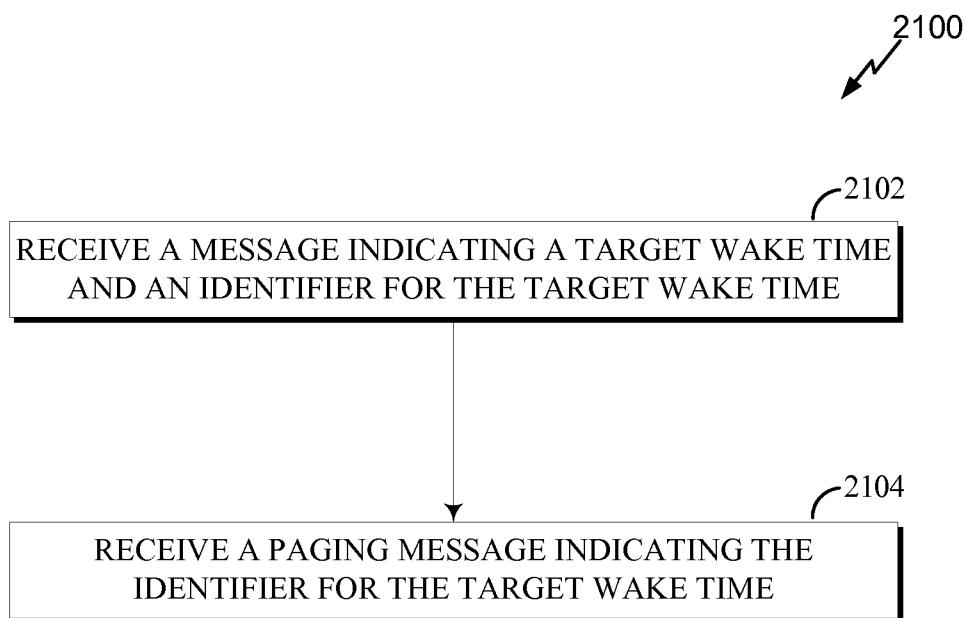 2100
2102
RECEIVE A MESSAGE INDICATING A TARGET WAKE TIME
AND AN IDENTIFIER FOR THE TARGET WAKE TIME
2104
RECEIVE A PAGING MESSAGE INDICATING THE
IDENTIFIER FOR THE TARGET WAKE TIME